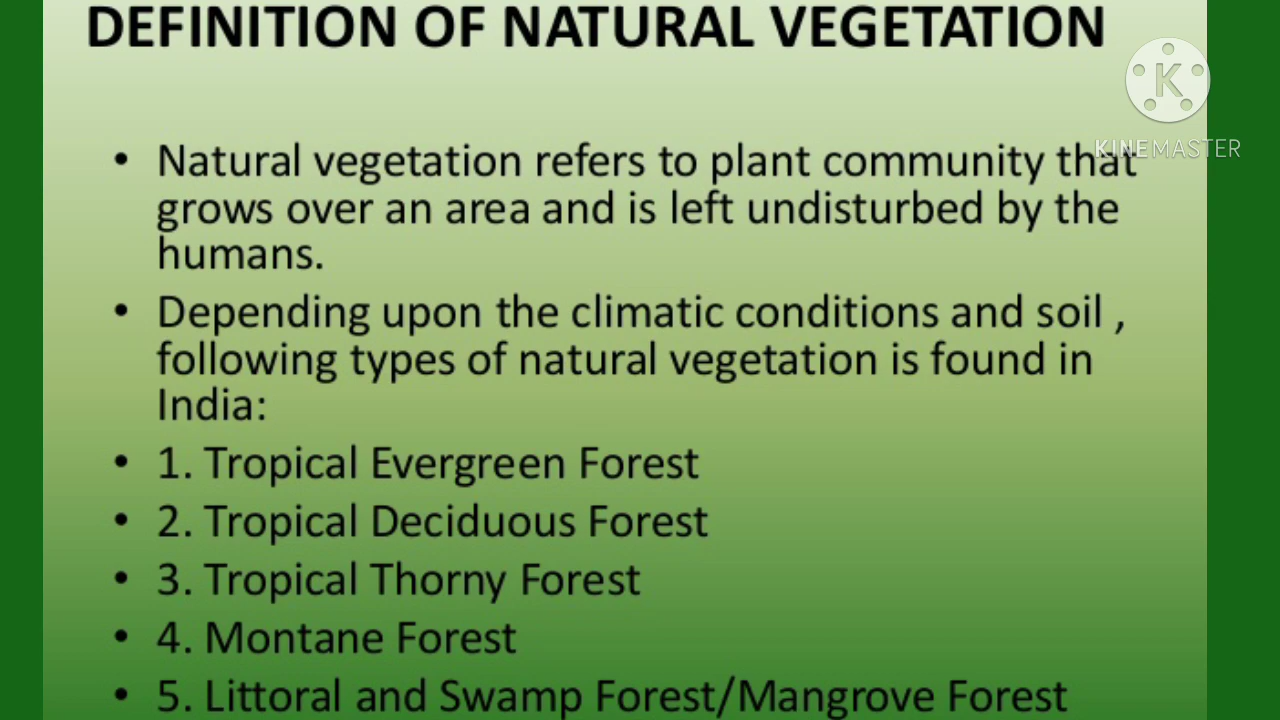 DEFINITION OF NATURAL VEGETATION
K
KINEMASTER
• Natural vegetation refers to plant community that
grows over an area and is left undisturbed by the
humans.
• Depending upon the climatic conditions and soil ,
following types of natural vegetation is found in
India:
• 1. Tropical Evergreen Forest
• 2. Tropical Deciduous Forest
• 3. Tropical Thorny Forest
• 4. Montane Forest
• 5. Littoral and Swamp Forest/Mangrove Forest